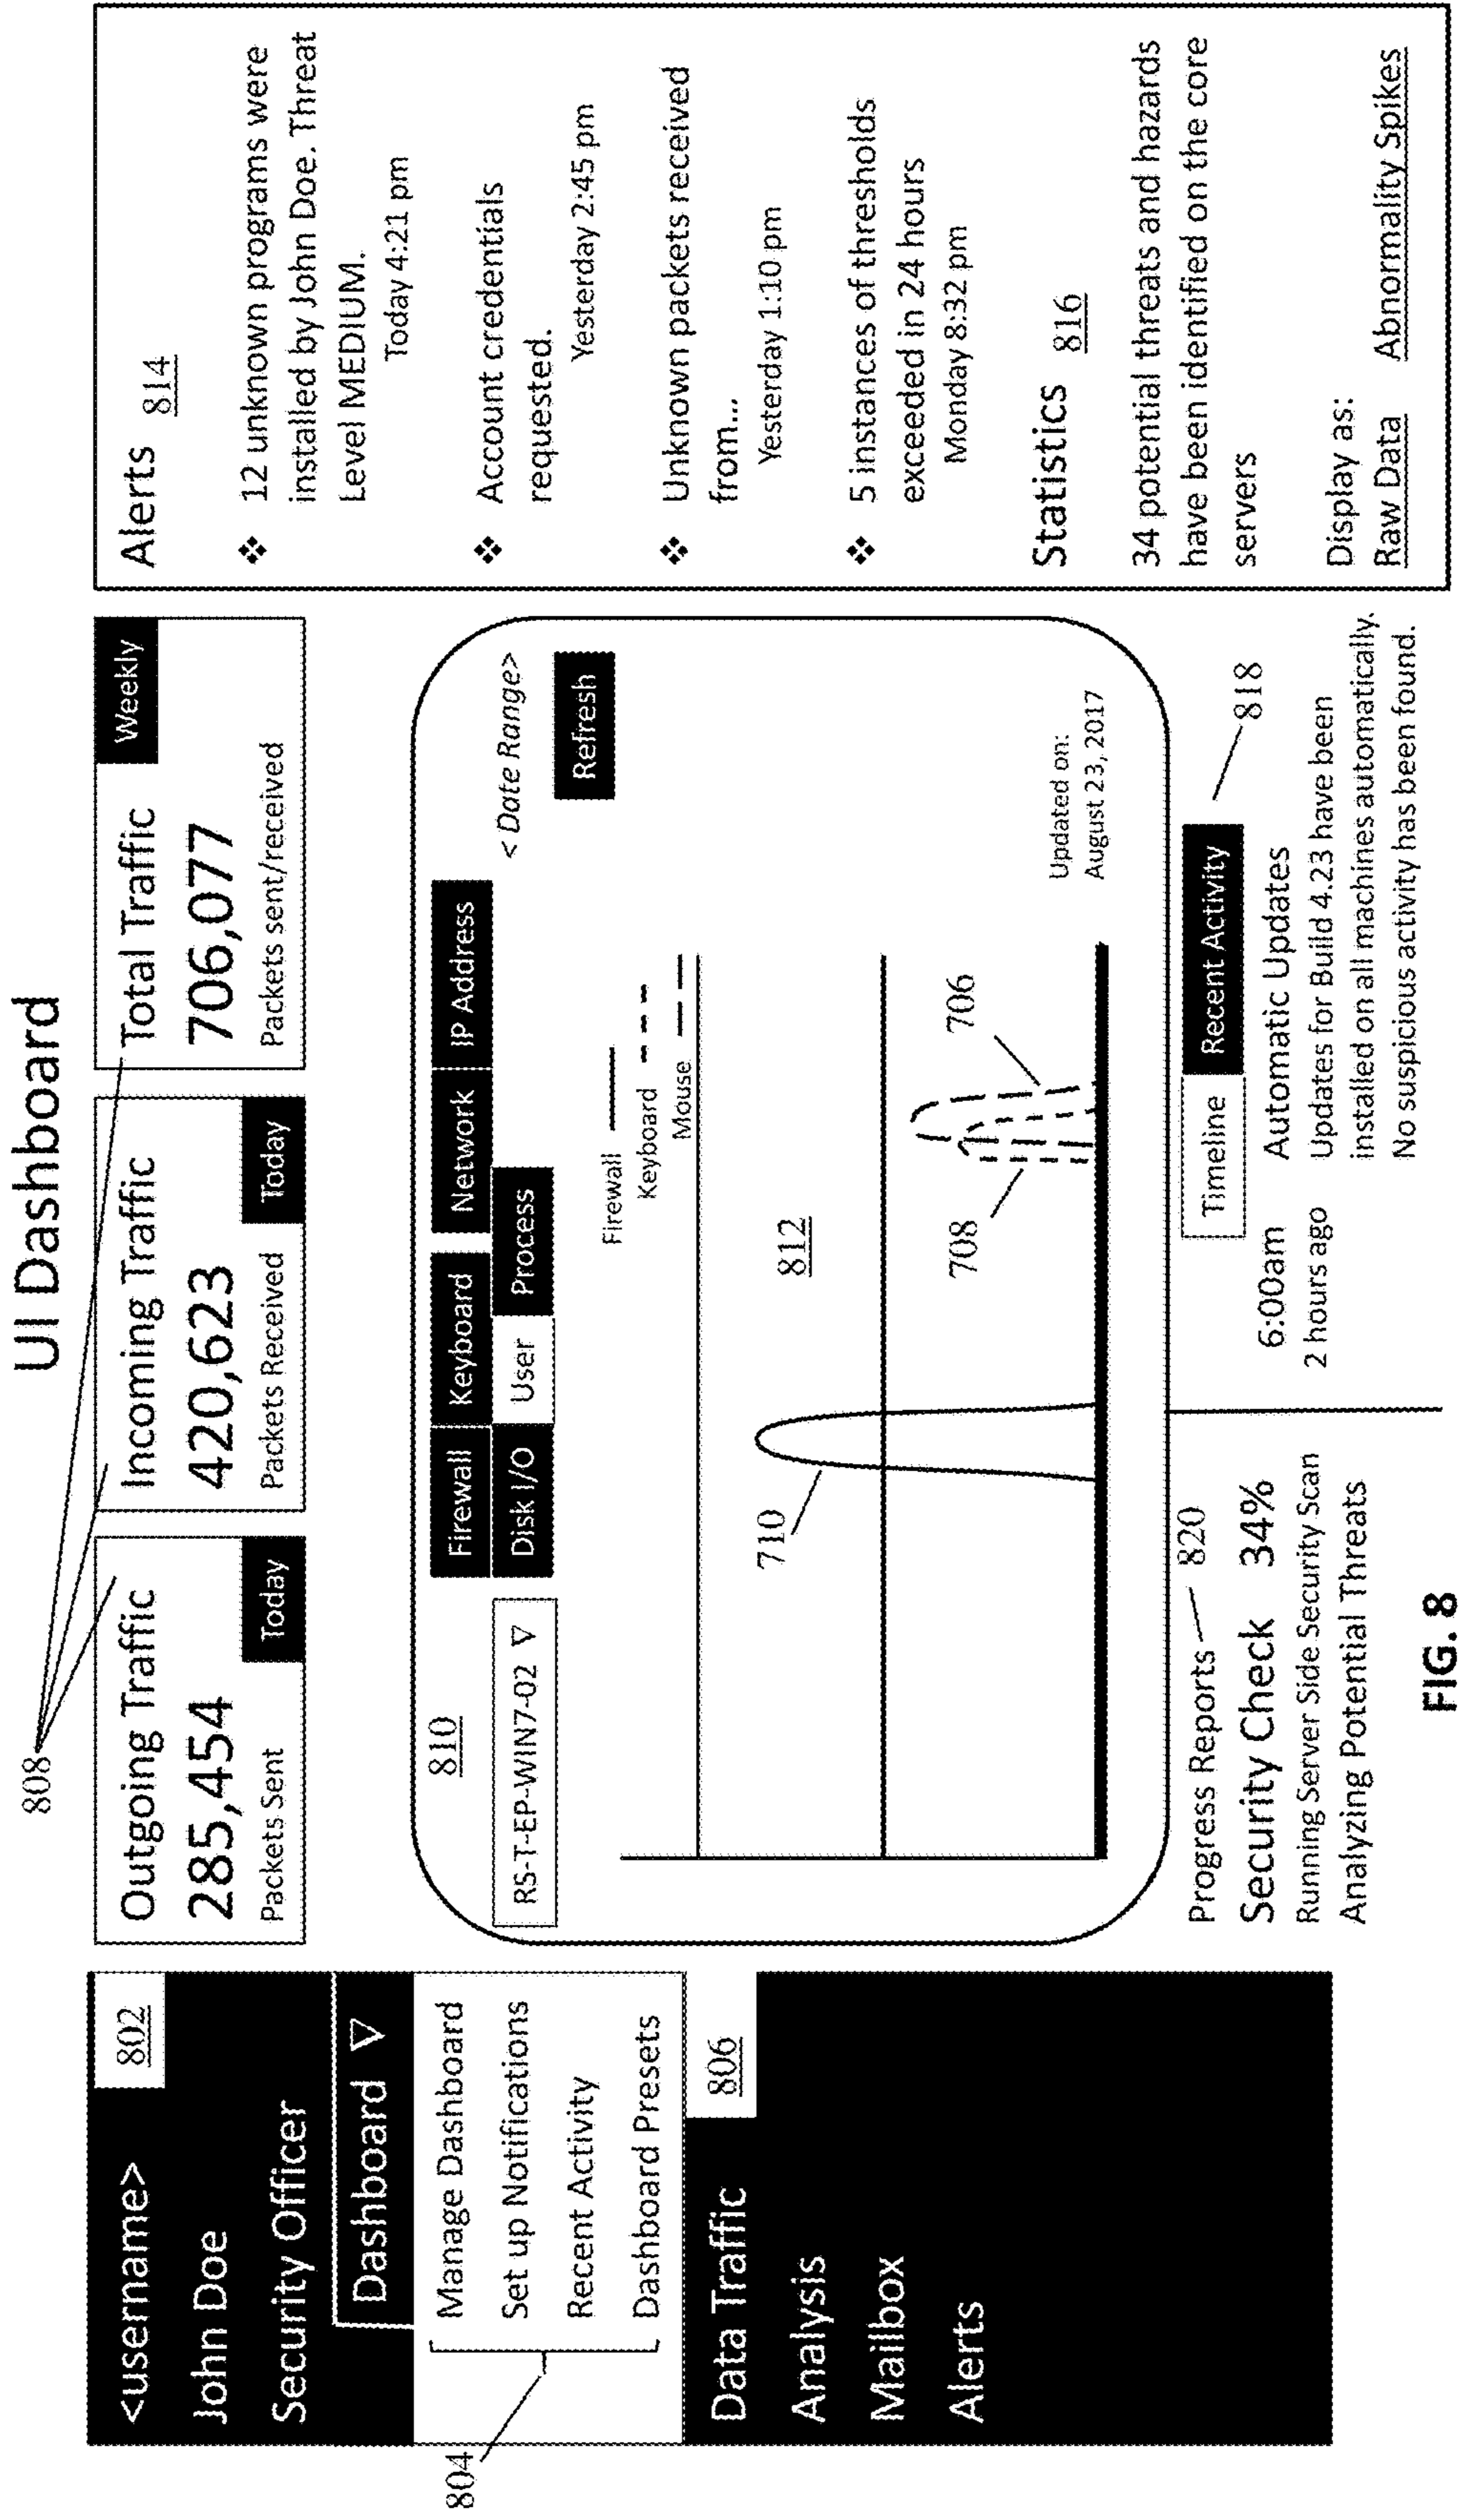 UI Dashboard
808
<username>
802
John Doe
Security Officer
Dashboard ▽
Manage Dashboard
Set up Notifications
Recent Activity
Dashboard Presets
804
806
Data Traffic
Analysis
Mailbox
Alerts
Outgoing Traffic
285,454
Packets Sent
Today
Incoming Traffic
420,623
Packets Received
Today
Total Traffic
Weekly
706,077
Packets sent/received
810
Firewall Keyboard Network IP Address
RS-T-EP-WIN7-02 ▽
Disk I/O User Process
< Date Range>
Refresh
Firewall
Keyboard
Mouse
812
710
708
706
Updated on:
August 23, 2017
Progress Reports
820
Security Check 34%
Running Server Side Security Scan
Analyzing Potential Threats
Timeline Recent Activity
818
6:00am Automatic Updates
2 hours ago Updates for Build 4.23 have been
installed on all machines automatically.
No suspicious activity has been found.
Alerts
814
❖ 12 unknown programs were
installed by John Doe. Threat
Level MEDIUM.
Today 4:21 pm
❖ Account credentials
requested.
Yesterday 2:45 pm
❖ Unknown packets received
from...
Yesterday 1:10 pm
❖ 5 instances of thresholds
exceeded in 24 hours
Monday 8:32 pm
Statistics
816
34 potential threats and hazards
have been identified on the core
servers
Display as:
Raw Data Abnormality Spikes
FIG. 8